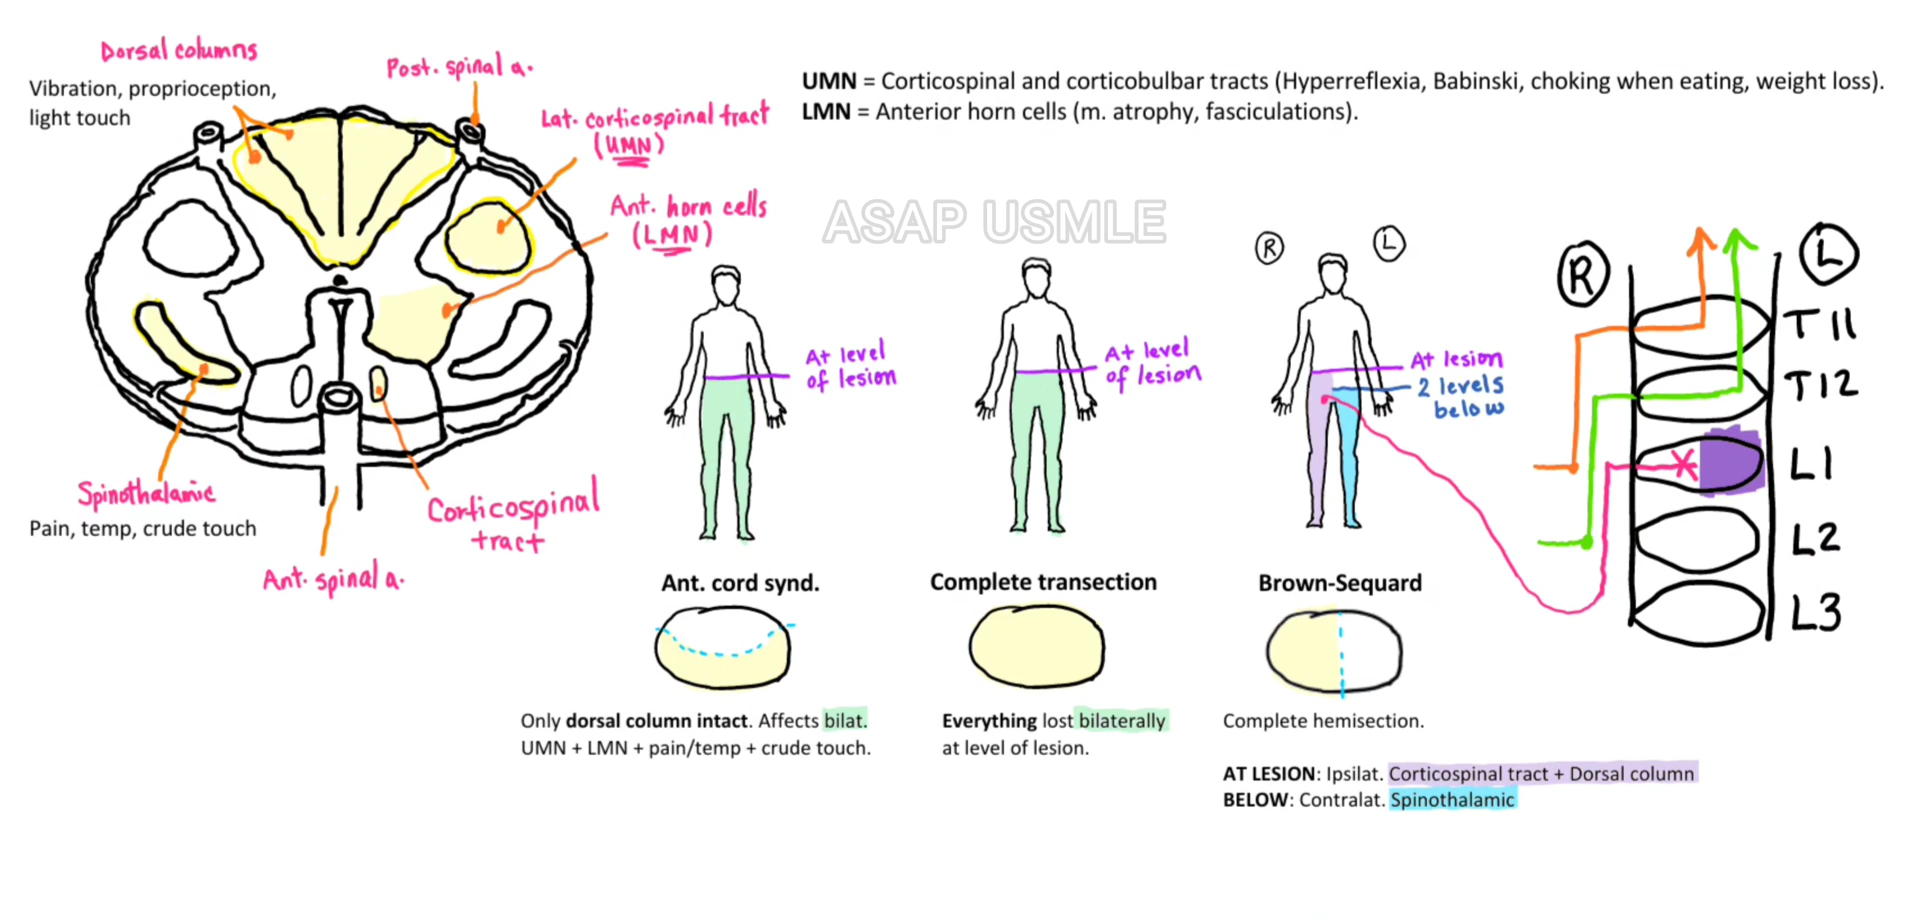 Dorsal columns
Vibration, proprioception,
light touch
Post. spinal a.
Lat. corticospinal tract
(UMN)
Ant. horn cells
(LMN)
Spinothalamic
Pain, temp, crude touch
Ant. spinal a.
Corticospinal
tract
UMN = Corticospinal and corticobulbar tracts (Hyperreflexia, Babinski, choking when eating, weight loss).
LMN = Anterior horn cells (m. atrophy, fasciculations).
ASAP USMLE
At level
of lesion
Ant. cord synd.
Only dorsal column intact. Affects bilat.
UMN + LMN + pain/temp + crude touch.
At level
of lesion
Complete transection
Everything lost bilaterally
at level of lesion.
R L
At lesion
2 levels
below
Brown-Sequard
Complete hemisection.
AT LESION: Ipsilat. Corticospinal tract + Dorsal column
BELOW: Contralat. Spinothalamic
R L
T11
T12
L1
L2
L3